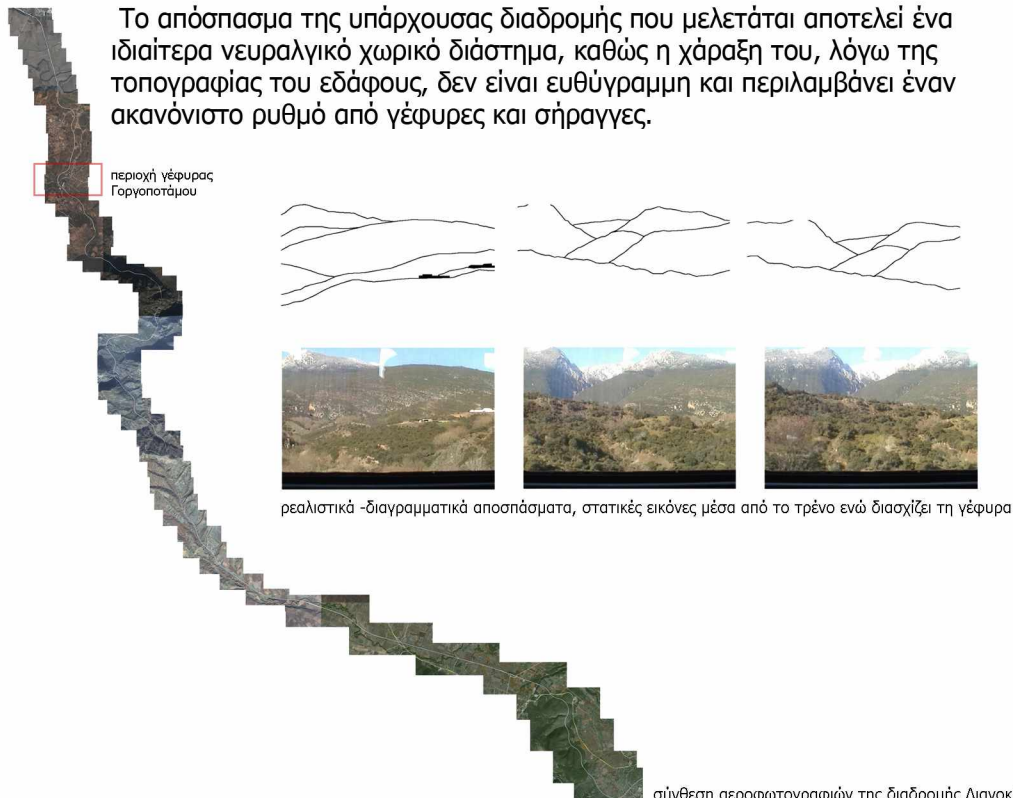 Το απόσπασμα της υπάρχουσας διαδρομής που μελετάται αποτελεί ένα
ιδιαίτερα νευραλγικό χωρικό διάστημα, καθώς η χάραξη του, λόγω της
τοπογραφίας του εδάφους, δεν είναι ευθύγραμμη και περιλαμβάνει έναν
ακανόνιστο ρυθμό από γέφυρες και σήραγγες.
περιοχή γέφυρας
Γοργοποτάμου
ρεαλιστικά -διαγραμματικά αποσπάσματα, στατικές εικόνες μέσα από το τρένο ενώ διασχίζει τη γέφυρα
σύνθεση αεροφωτογραφιών της διαδρομής